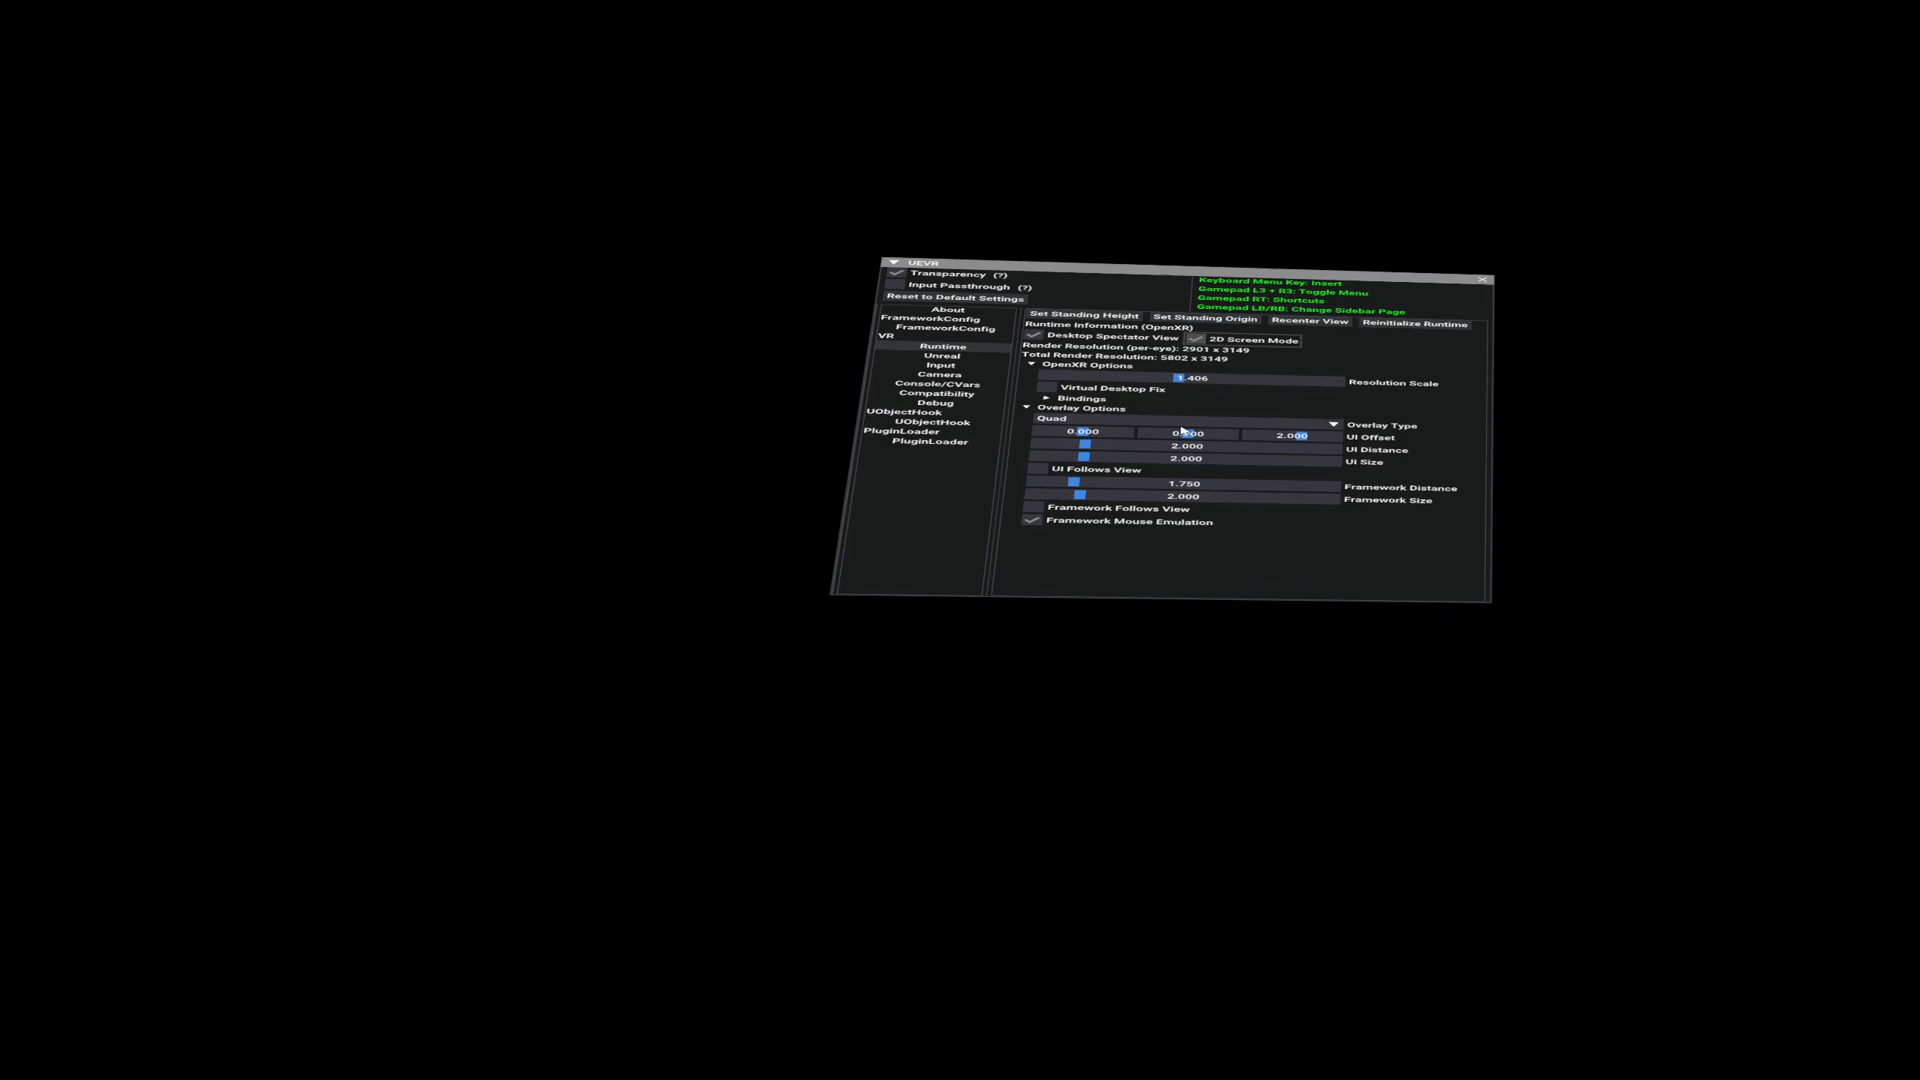 UEVR
Transparency (?)
Input Passthrough (?)
Reset to Default Settings
Keyboard Menu Key: Insert
Gamepad L3 + R3: Toggle Menu
Gamepad RT: Shortcuts
Gamepad LB/RB: Change Sidebar Page
About
FrameworkConfig
FrameworkConfig
VR
Runtime
Unreal
Input
Camera
Console/CVars
Compatibility
Debug
UObjectHook
UObjectHook
PluginLoader
PluginLoader
Set Standing Height Set Standing Origin Recenter View Reinitialize Runtime
Runtime Information (OpenXR)
Desktop Spectator View 2D Screen Mode
Render Resolution (per-eye): 2901 x 3149
Total Render Resolution: 5802 x 3149
OpenXR Options
1.406 Resolution Scale
Virtual Desktop Fix
Bindings
Overlay Options
Quad Overlay Type
0.000 2.000 UI Offset
2.000 UI Distance
2.000 UI Size
UI Follows View
1.750 Framework Distance
2.000 Framework Size
Framework Follows View
Framework Mouse Emulation